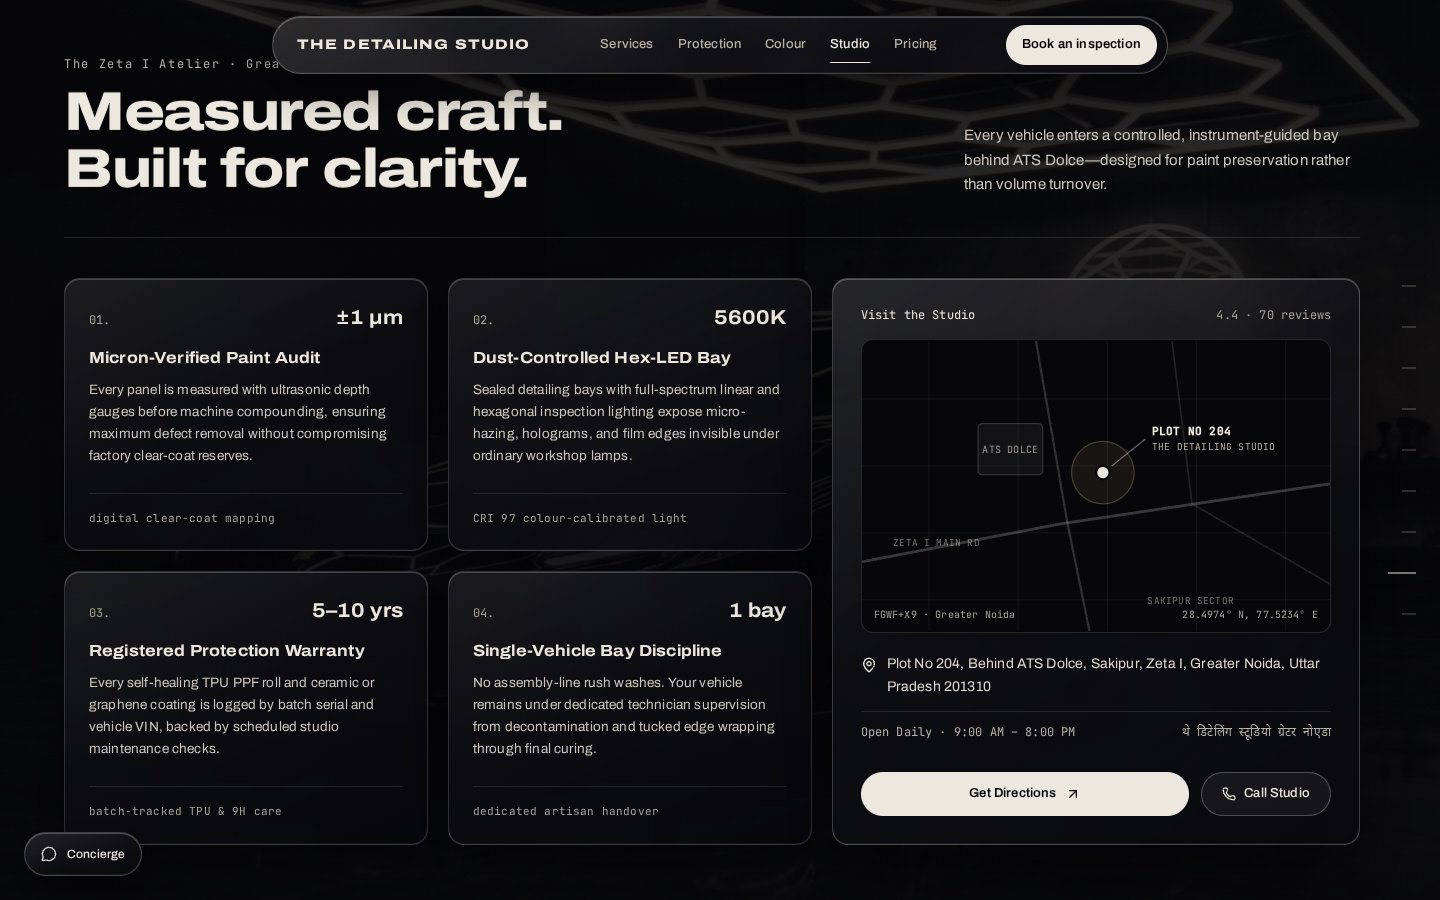 THE DETAILING STUDIO
Services
Protection
Colour
Studio
Pricing
Book an inspection
The Zeta I Atelier ·
Measured craft.
Built for clarity.
Every vehicle enters a controlled, instrument-guided bay
behind ATS Dolce—designed for paint preservation rather
than volume turnover.
01.
±1 μm
Micron-Verified Paint Audit
Every panel is measured with ultrasonic depth
gauges before machine compounding, ensuring
maximum defect removal without compromising
factory clear-coat reserves.
digital clear-coat mapping
02.
5600K
Dust-Controlled Hex-LED Bay
Sealed detailing bays with full-spectrum linear and
hexagonal inspection lighting expose micro-
hazing, holograms, and film edges invisible under
ordinary workshop lamps.
CRI 97 colour-calibrated light
03.
5–10 yrs
Registered Protection Warranty
Every self-healing TPU PPF roll and ceramic or
graphene coating is logged by batch serial and
vehicle VIN, backed by scheduled studio
maintenance checks.
batch-tracked TPU & 9H care
04.
1 bay
Single-Vehicle Bay Discipline
No assembly-line rush washes. Your vehicle
remains under dedicated technician supervision
from decontamination and tucked edge wrapping
through final curing.
dedicated artisan handover
Visit the Studio
4.4 · 70 reviews
PLOT NO 204
THE DETAILING STUDIO
ATS DOLCE
ZETA I MAIN RD
SAKIPUR SECTOR
FGWF+X9 · Greater Noida
28.4974° N, 77.5234° E
Plot No 204, Behind ATS Dolce, Sakipur, Zeta I, Greater Noida, Uttar
Pradesh 201310
Open Daily · 9:00 AM – 8:00 PM
थे डिटेलिंग स्टूडियो ग्रेटर नोएडा
Get Directions
Call Studio
Concierge